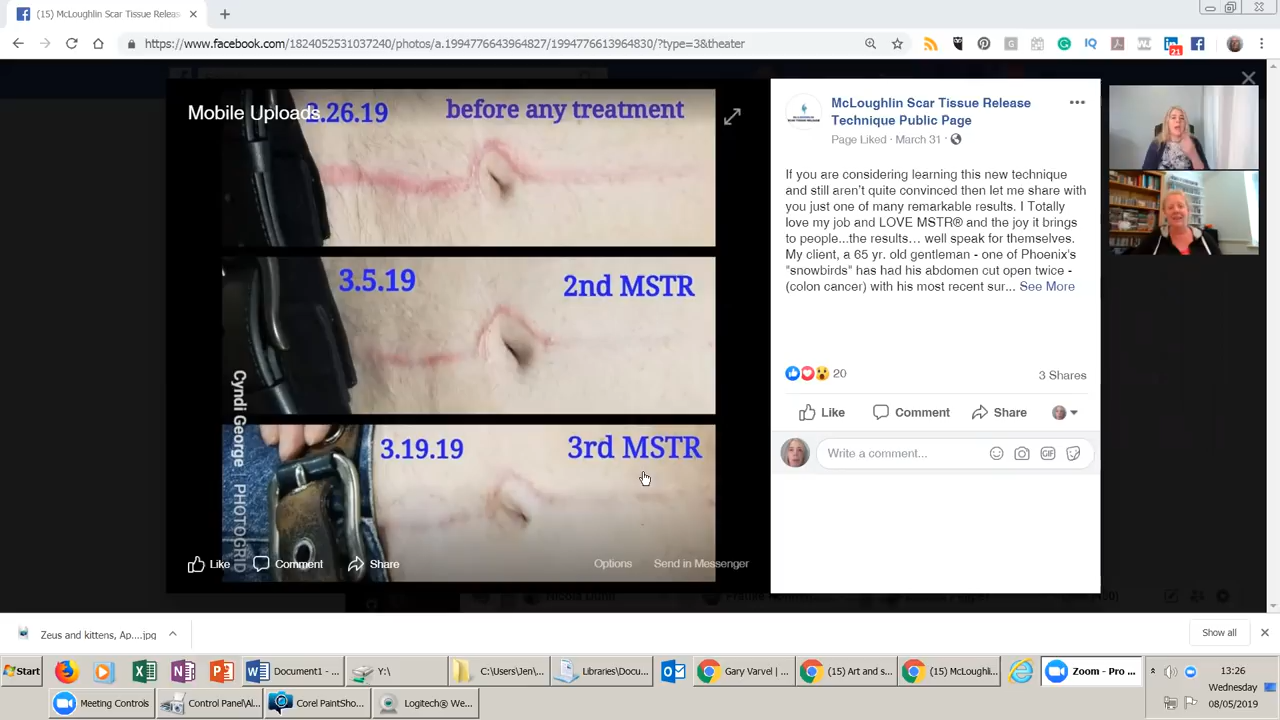 (15) McLoughlin Scar Tissue Releas
https://www.facebook.com/1824052531037240/photos/a.1994776643964827/1994776613964830/?type=3&theater
IQ
21
Mobile Uploads
2.26.19
before any treatment
3.5.19
2nd MSTR
3.19.19
3rd MSTR
Cyndi George | PHOTOGRID
Like
Comment
Share
Options
Send in Messenger
McLoughlin Scar Tissue Release
Technique Public Page
Page Liked · March 31 ·
If you are considering learning this new technique
and still aren't quite convinced then let me share with
you just one of many remarkable results. I Totally
love my job and LOVE MSTR® and the joy it brings
to people...the results… well speak for themselves.
My client, a 65 yr. old gentleman - one of Phoenix's
"snowbirds" has had his abdomen cut open twice -
(colon cancer) with his most recent sur... See More
20
3 Shares
Like
Comment
Share
Write a comment...
GIF
Zeus and kittens, Ap....jpg
Show all
Start
Document1 - ...
Y:\
C:\Users\Jen,...
Libraries\Docu...
Gary Varvel | ...
(15) Art and s...
(15) McLoughli...
Zoom - Pro ...
13:26
Wednesday
08/05/2019
Meeting Controls
Control Panel\Al...
Corel PaintSho...
Logitech® We...